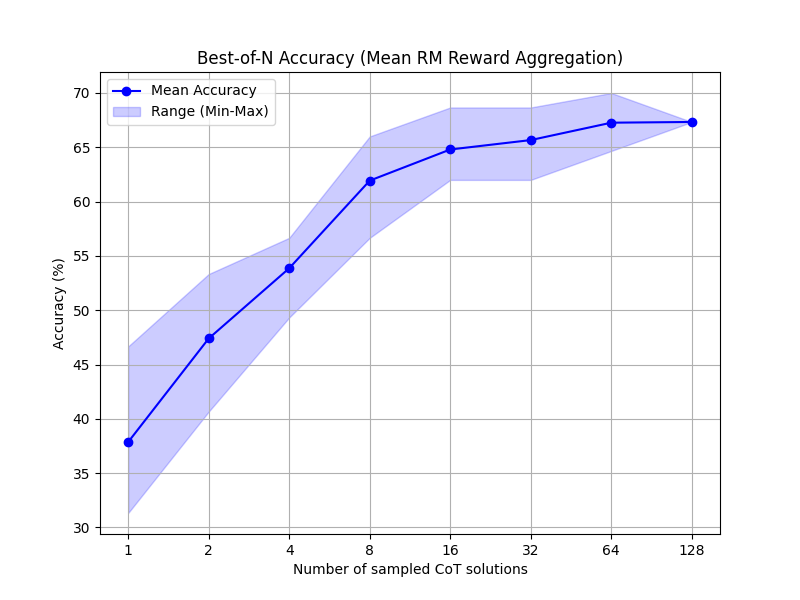 Best-of-N Accuracy (Mean RM Reward Aggregation)
Mean Accuracy
Range (Min-Max)
Accuracy (%)
70
65
60
55
50
45
40
35
30
1 2 4 8 16 32 64 128
Number of sampled CoT solutions